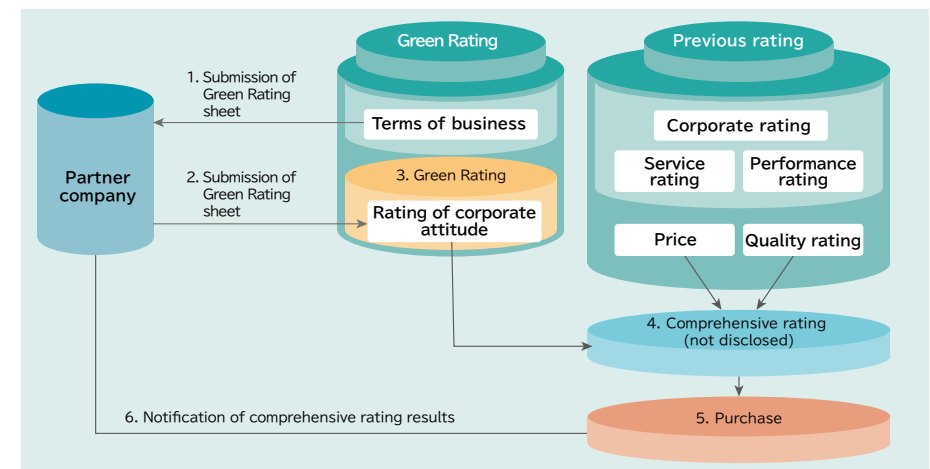 Green Rating
Previous rating
1. Submission of
Green Rating
sheet
Terms of business
Corporate rating
Service
rating
Performance
rating
Partner
company
2. Submission of
Green Rating
sheet
3. Green Rating
Rating of corporate
attitude
Price
Quality rating
4. Comprehensive rating
(not disclosed)
6. Notification of comprehensive rating results
5. Purchase